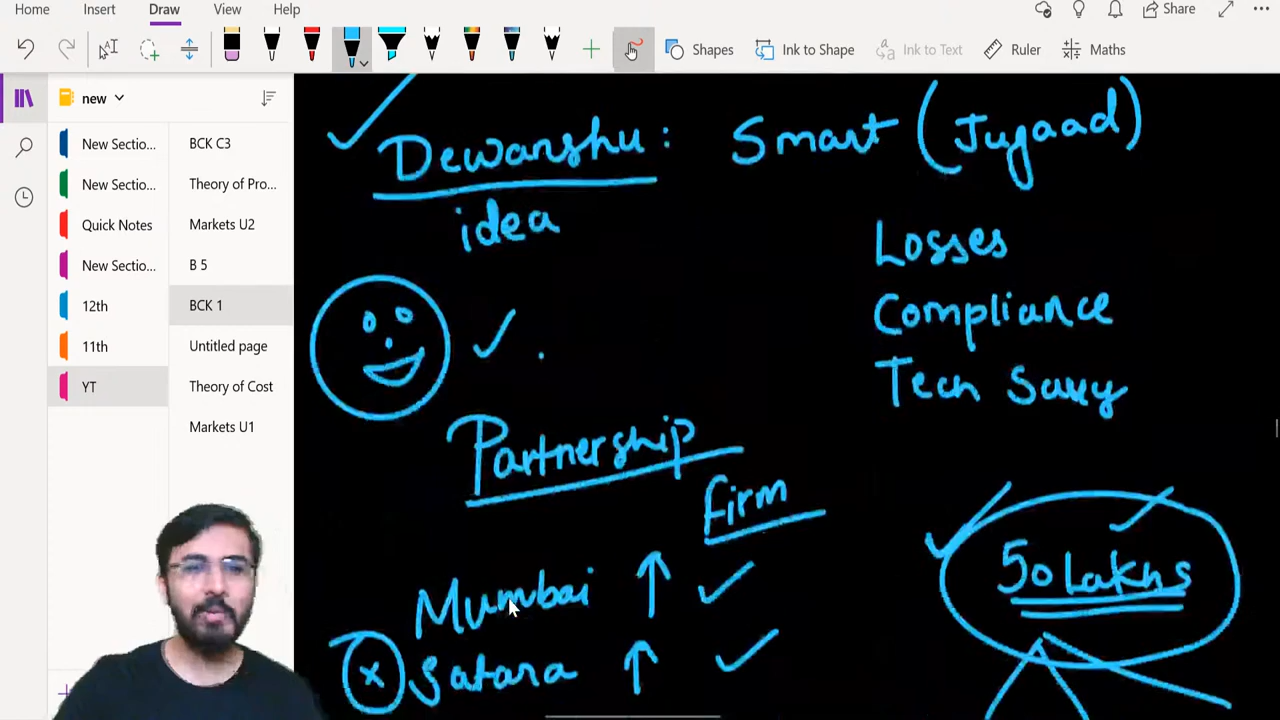 Home Insert Draw View Help Share
Shapes Ink to Shape Ink to Text Ruler Maths
new
New Sectio...
New Sectio...
Quick Notes
New Sectio...
12th
11th
YT
BCK C3
Theory of Pro...
Markets U2
B 5
BCK 1
Untitled page
Theory of Cost
Markets U1
Dewanshu: Smart (Jugaad)
idea
Losses
Compliance
Tech Savvy
Partnership
firm
50 lakhs
Mumbai
Satara